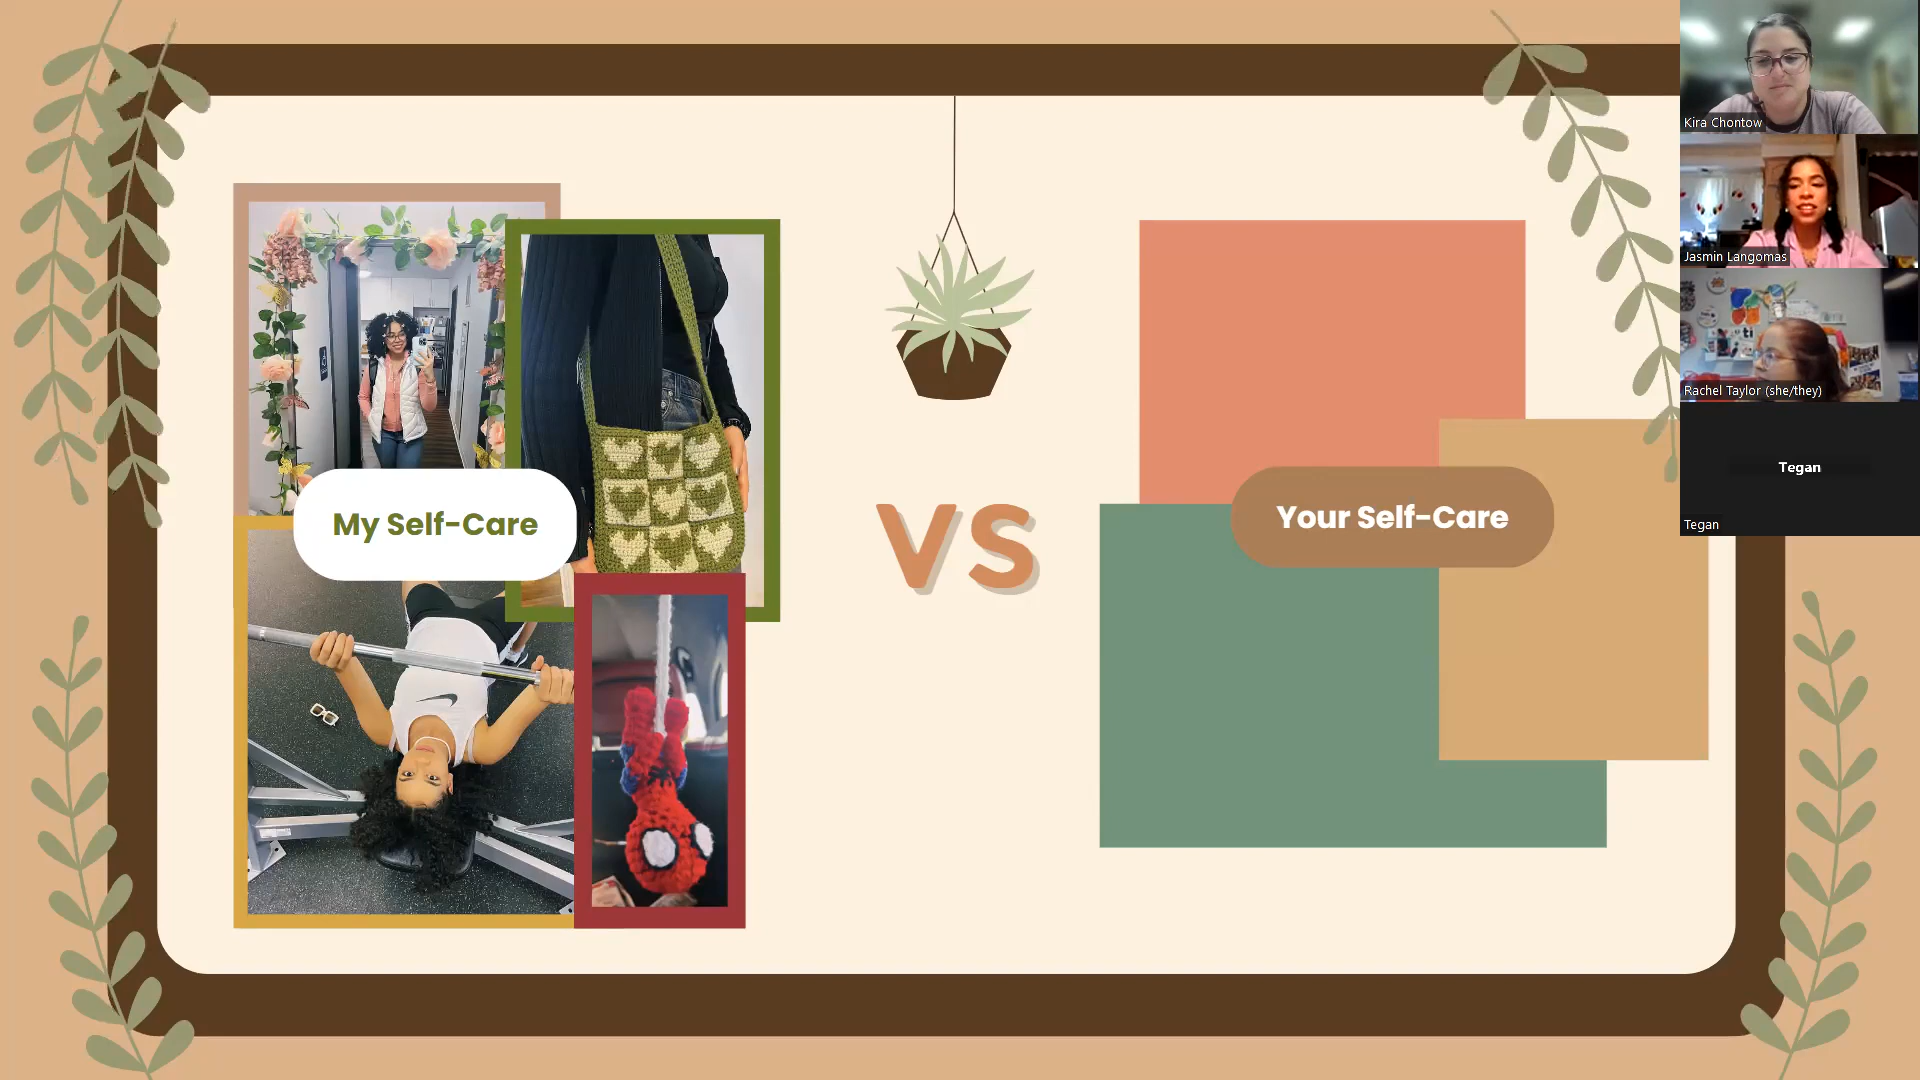 My Self-Care
VS
Your Self-Care
Kira Chontow
Jasmin Langomas
Rachel Taylor (she/they)
Tegan
Tegan